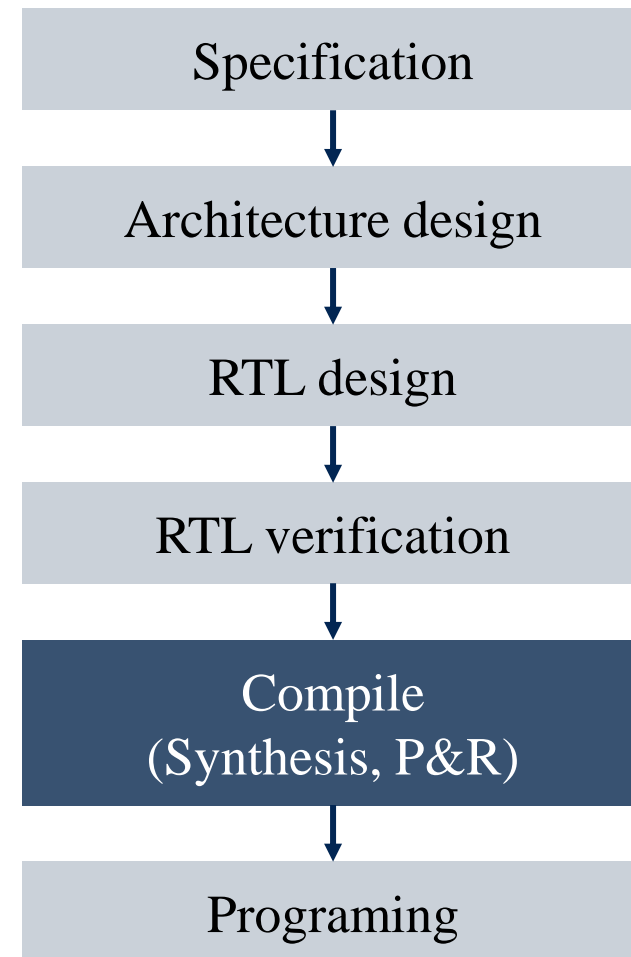 Specification
Architecture design
RTL design
RTL verification
Compile
(Synthesis, P&R)
Programing